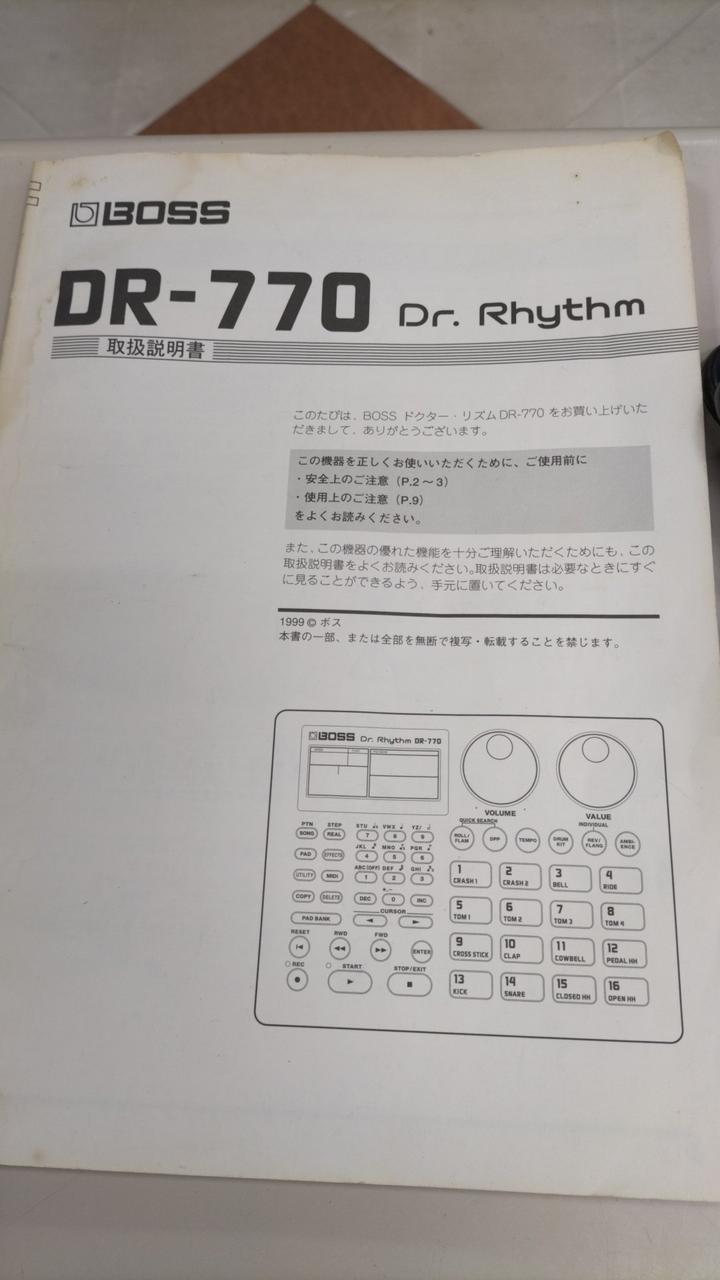 BOSS
DR-770 Dr. Rhythm
取扱説明書
このたびは、BOSS ドクター・リズム DR-770 をお買い上げいた
だきまして、ありがとうございます。
この機器を正しくお使いいただくために、ご使用前に
・安全上のご注意（P.2～3）
・使用上のご注意（P.9）
をよくお読みください。
また、この機器の優れた機能を十分ご理解いただくためにも、この
取扱説明書をよくお読みください。取扱説明書は必要なときにすぐ
に見ることができるよう、手元に置いてください。
1999 © ボス
本書の一部、または全部を無断で複写・転載することを禁じます。
BOSS Dr. Rhythm DR-770
VOLUME VALUE
QUICK SEARCH INDIVIDUAL
ROLL/FLAM DPP TEMPO DRUM KIT REV/FLANG AMBIENCE
PTN STEP STU VWX YZ/
SONG REAL 7 8 9
JKL MNO PQR
PAD EFFECTS 4 5 6
ABC(OFF) DEF GHI
UTILITY MIDI 1 2 3
COPY DELETE DEC 0 INC
CURSOR
PAD BANK
RESET RWD FWD
ENTER
REC START STOP/EXIT
1 2 3 4
CRASH 1 CRASH 2 BELL RIDE
5 6 7 8
TOM 1 TOM 2 TOM 3 TOM 4
9 10 11 12
CROSS STICK CLAP COWBELL PEDAL HH
13 14 15 16
KICK SNARE CLOSED HH OPEN HH